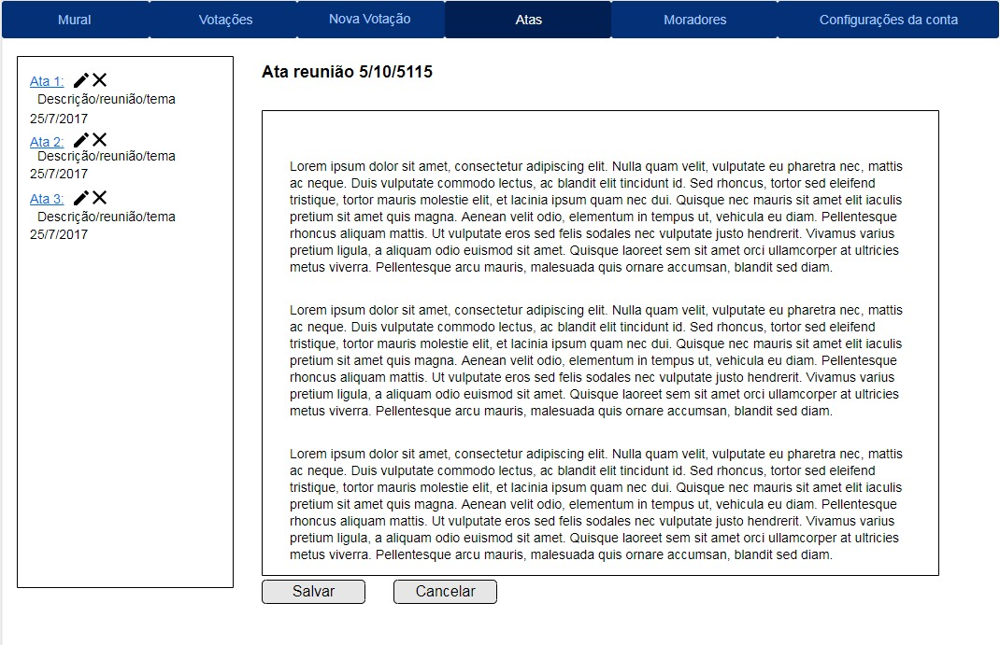 Mural
Votações
Nova Votação
Atas
Moradores
Configurações da conta
Ata 1:
Descrição/reunião/tema
25/7/2017
Ata 2:
Descrição/reunião/tema
25/7/2017
Ata 3:
Descrição/reunião/tema
25/7/2017
Ata reunião 5/10/5115
Lorem ipsum dolor sit amet, consectetur adipiscing elit. Nulla quam velit, vulputate eu pharetra nec, mattis
ac neque. Duis vulputate commodo lectus, ac blandit elit tincidunt id. Sed rhoncus, tortor sed eleifend
tristique, tortor mauris molestie elit, et lacinia ipsum quam nec dui. Quisque nec mauris sit amet elit iaculis
pretium sit amet quis magna. Aenean velit odio, elementum in tempus ut, vehicula eu diam. Pellentesque
rhoncus aliquam mattis. Ut vulputate eros sed felis sodales nec vulputate justo hendrerit. Vivamus varius
pretium ligula, a aliquam odio euismod sit amet. Quisque laoreet sem sit amet orci ullamcorper at ultricies
metus viverra. Pellentesque arcu mauris, malesuada quis ornare accumsan, blandit sed diam.
Lorem ipsum dolor sit amet, consectetur adipiscing elit. Nulla quam velit, vulputate eu pharetra nec, mattis
ac neque. Duis vulputate commodo lectus, ac blandit elit tincidunt id. Sed rhoncus, tortor sed eleifend
tristique, tortor mauris molestie elit, et lacinia ipsum quam nec dui. Quisque nec mauris sit amet elit iaculis
pretium sit amet quis magna. Aenean velit odio, elementum in tempus ut, vehicula eu diam. Pellentesque
rhoncus aliquam mattis. Ut vulputate eros sed felis sodales nec vulputate justo hendrerit. Vivamus varius
pretium ligula, a aliquam odio euismod sit amet. Quisque laoreet sem sit amet orci ullamcorper at ultricies
metus viverra. Pellentesque arcu mauris, malesuada quis ornare accumsan, blandit sed diam.
Lorem ipsum dolor sit amet, consectetur adipiscing elit. Nulla quam velit, vulputate eu pharetra nec, mattis
ac neque. Duis vulputate commodo lectus, ac blandit elit tincidunt id. Sed rhoncus, tortor sed eleifend
tristique, tortor mauris molestie elit, et lacinia ipsum quam nec dui. Quisque nec mauris sit amet elit iaculis
pretium sit amet quis magna. Aenean velit odio, elementum in tempus ut, vehicula eu diam. Pellentesque
rhoncus aliquam mattis. Ut vulputate eros sed felis sodales nec vulputate justo hendrerit. Vivamus varius
pretium ligula, a aliquam odio euismod sit amet. Quisque laoreet sem sit amet orci ullamcorper at ultricies
metus viverra. Pellentesque arcu mauris, malesuada quis ornare accumsan, blandit sed diam.
Salvar
Cancelar